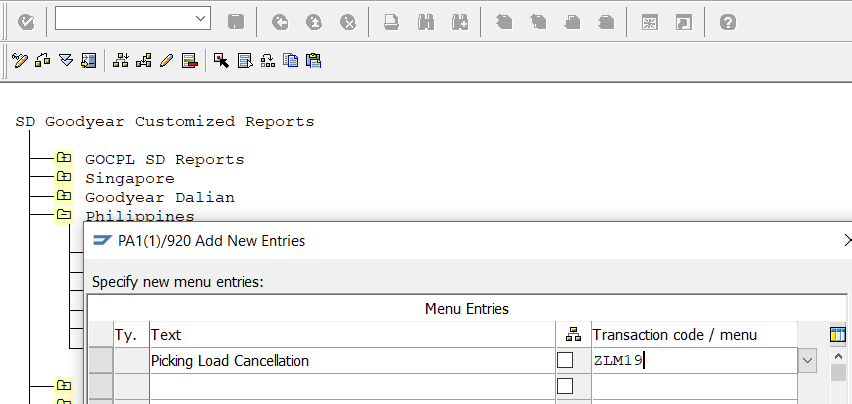 SD Goodyear Customized Reports
GOCPL SD Reports
Singapore
Goodyear Dalian
Philippines
PA1(1)/920 Add New Entries
Specify new menu entries:
Menu Entries
Ty. Text Transaction code / menu
Picking Load Cancellation ZLM19